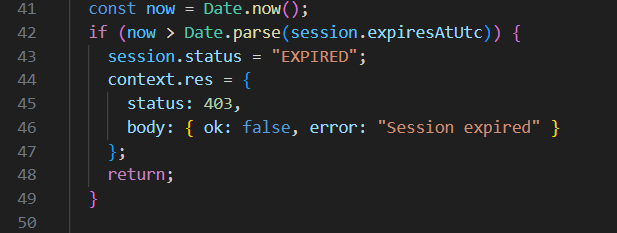 41 const now = Date.now();
42 if (now > Date.parse(session.expiresAtUtc)) {
43 session.status = "EXPIRED";
44 context.res = {
45 status: 403,
46 body: { ok: false, error: "Session expired" }
47 };
48 return;
49 }
50